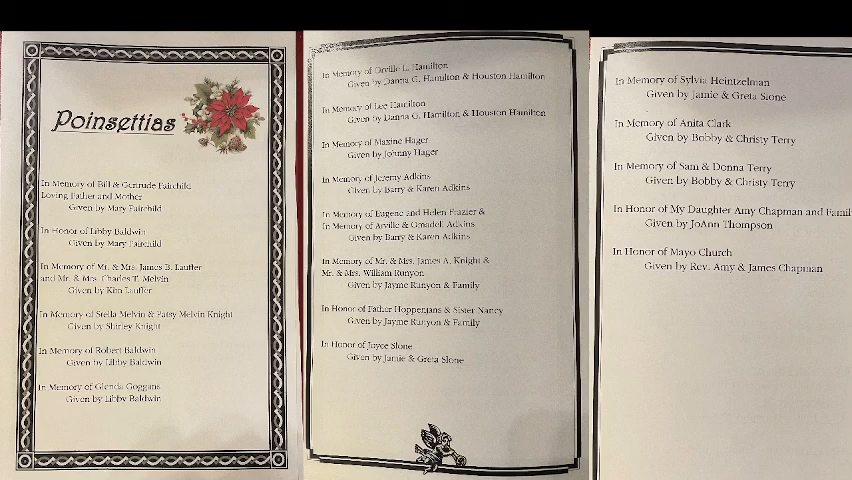 Poinsettias
In Memory of Bill & Gertrude Fairchild
Loving Father and Mother
Given by Mary Fairchild
In Honor of Libby Baldwin
Given by Mary Fairchild
In Memory of Mr. & Mrs. James B. Lauffer
and Mr. & Mrs. Charles T. Melvin
Given by Kim Lauffer
In Memory of Stella Melvin & Patsy Melvin Knight
Given by Shirley Knight
In Memory of Robert Baldwin
Given by Libby Baldwin
In Memory of Glenda Goggans
Given by Libby Baldwin
In Memory of Orville L. Hamilton
Given by Danna G. Hamilton & Houston Hamilton
In Memory of Lee Hamilton
Given by Danna G. Hamilton & Houston Hamilton
In Memory of Maxine Hager
Given by Johnny Hager
In Memory of Jeremy Adkins
Given by Barry & Karen Adkins
In Memory of Eugene and Helen Frazier &
In Memory of Arville & Gmadel, Adkins
Given by Barry & Karen Adkins
In Memory of Mr. & Mrs. James A. Knight &
Mr. & Mrs. William Runyon
Given by Jayme Runyon & Family
In Honor of Father Hoppenjans & Sister Nancy
Given by Jayme Runyon & Family
In Honor of Joyce Slone
Given by Jamie & Greta Slone
In Memory of Sylvia Heintzelman
Given by Jamie & Greta Slone
In Memory of Anita Clark
Given by Bobby & Christy Terry
In Memory of Sam & Donna Terry
Given by Bobby & Christy Terry
In Honor of My Daughter Amy Chapman and Famil
Given by JoAnn Thompson
In Honor of Mayo Church
Given by Rev. Amy & James Chapman